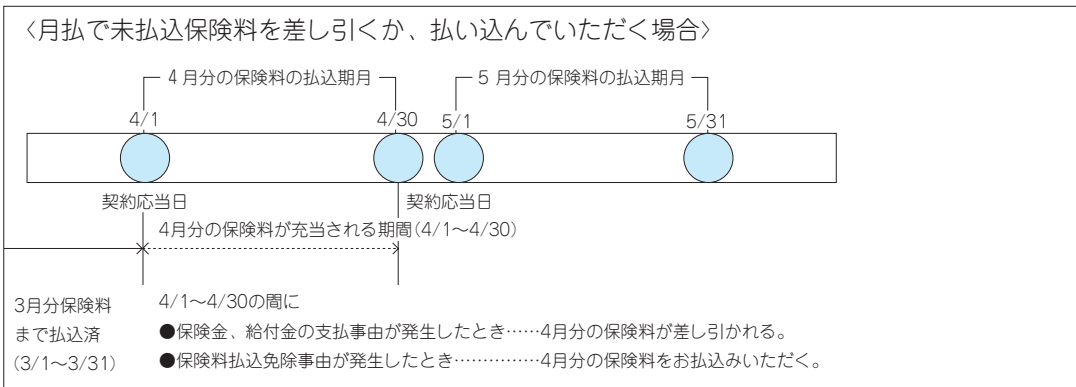 〈月払で未払込保険料を差し引くか、払い込んでいただく場合〉
4月分の保険料の払込期月
5月分の保険料の払込期月
4/1
4/30
5/1
5/31
契約応当日
契約応当日
4月分の保険料が充当される期間(4/1～4/30)
3月分保険料
まで払込済
(3/1～3/31)
4/1～4/30の間に
●保険金、給付金の支払事由が発生したとき……4月分の保険料が差し引かれる。
●保険料払込免除事由が発生したとき……………4月分の保険料をお払込みいただく。